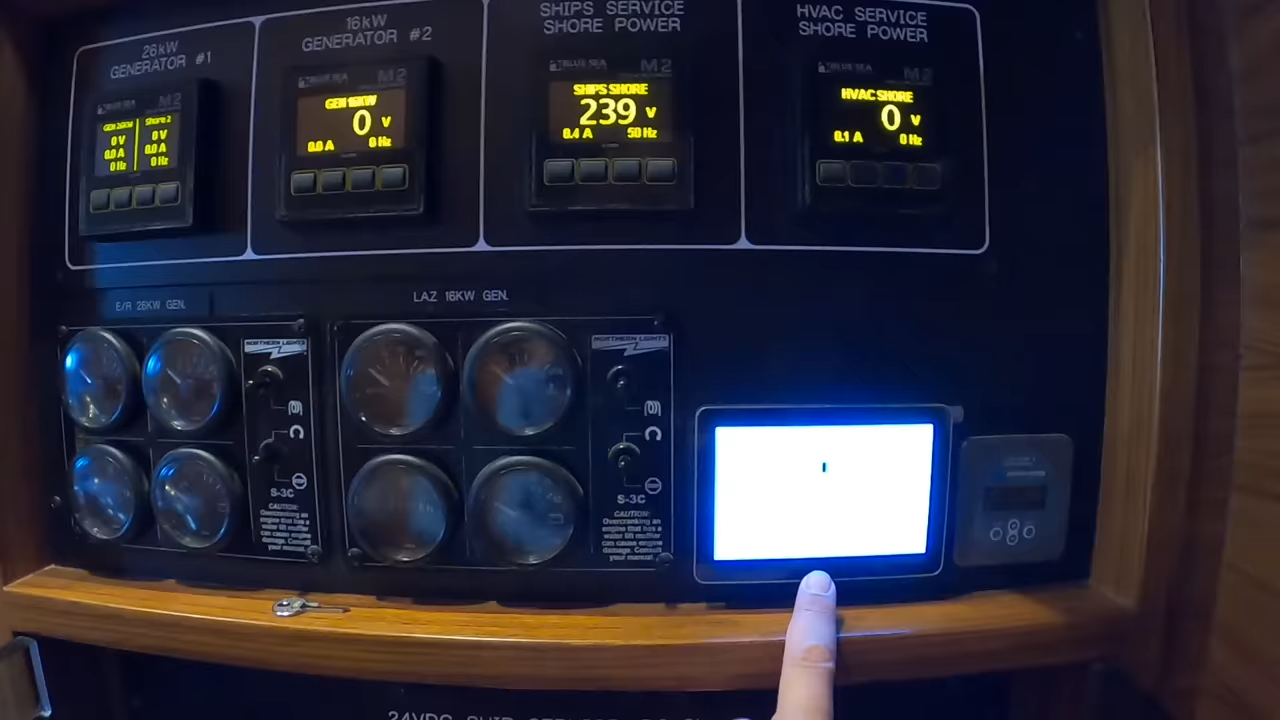 26kW
GENERATOR #1
16kW
GENERATOR #2
SHIPS SERVICE
SHORE POWER
HVAC SERVICE
SHORE POWER
BLUE SEA
M2
GEN 26KW
Shore 2
0 V
0 V
0.0 A
0.0 A
0 Hz
0 Hz
BLUE SEA
M2
GEN 16KW
0 V
0.0 A
0 Hz
BLUE SEA
M2
SHIPS SHORE
239 V
0.4 A
50 Hz
BLUE SEA
M2
HVAC SHORE
0 V
0.1 A
0 Hz
E/R 26KW GEN.
LAZ 16KW GEN.
NORTHERN LIGHTS
S-3C
CAUTION:
Overcranking an
engine that has a
water lift muffler
can cause engine
damage. Consult
your manual.
NORTHERN LIGHTS
S-3C
CAUTION:
Overcranking an
engine that has a
water lift muffler
can cause engine
damage. Consult
your manual.
24VDC SHIP